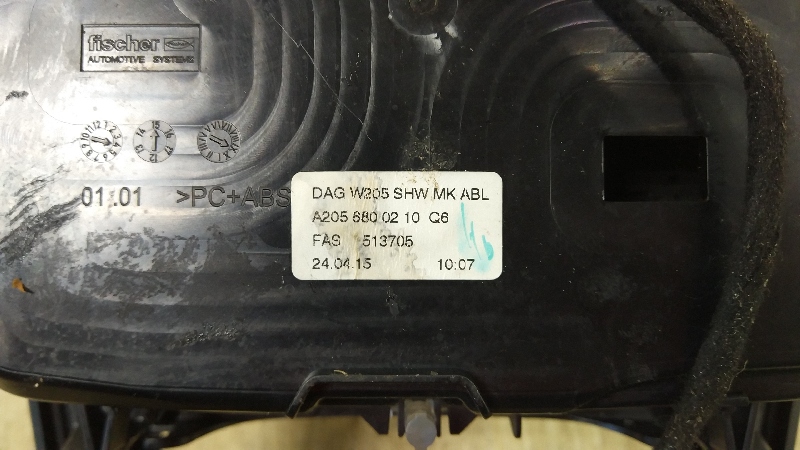 fischer
AUTOMOTIVE SYSTEMS
01 01 >PC+ABS
DAG W205 SHW MK ABL
A205 680 02 10 Q6
FAS 513705
24.04.15 10:07